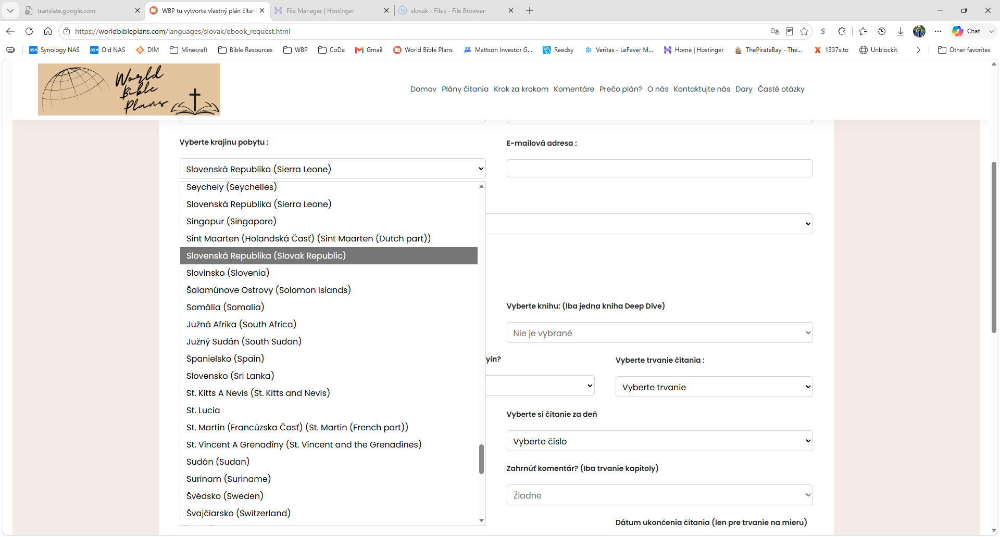 translate.google.com
WBP tu vytvorte vlastný plán čítani
File Manager | Hostinger
slovak - Files - File Browser
https://worldbibleplans.com/languages/slovak/ebook_request.html
Chat
DSM Synology NAS
DSM Old NAS
DIM
Minecraft
Bible Resources
WBP
CoDa
Gmail
World Bible Plans
Mattson Investor G...
Reedsy
Veritas - LeFever M...
Home | Hostinger
ThePirateBay - The...
1337x.to
Unblockit
Other favorites
World
Bible
Plans
Domov Plány čítania Krok za krokom Komentáre Prečo plán? O nás Kontaktujte nás Dary Časté otázky
Vyberte krajinu pobytu :
E-mailová adresa :
Slovenská Republika (Sierra Leone)
Seychely (Seychelles)
Slovenská Republika (Sierra Leone)
Singapur (Singapore)
Sint Maarten (Holandská Časť) (Sint Maarten (Dutch part))
Slovenská Republika (Slovak Republic)
Slovinsko (Slovenia)
Šalamúnove Ostrovy (Solomon Islands)
Somália (Somalia)
Južná Afrika (South Africa)
Južný Sudán (South Sudan)
Španielsko (Spain)
Slovensko (Sri Lanka)
St. Kitts A Nevis (St. Kitts and Nevis)
St. Lucia
St. Martin (Francúzska Časť) (St. Martin (French part))
St. Vincent A Grenadíny (St. Vincent and the Grenadines)
Sudán (Sudan)
Surinam (Suriname)
Švédsko (Sweden)
Švajčiarsko (Switzerland)
Vyberte knihu: (Iba jedna kniha Deep Dive)
Nie je vybrané
yin?
Vyberte trvanie čítania :
Vyberte trvanie
Vyberte si čítanie za deň
Vyberte číslo
Zahrnúť komentár? (Iba trvanie kapitoly)
Žiadne
Dátum ukončenia čítania (len pre trvanie na mieru)